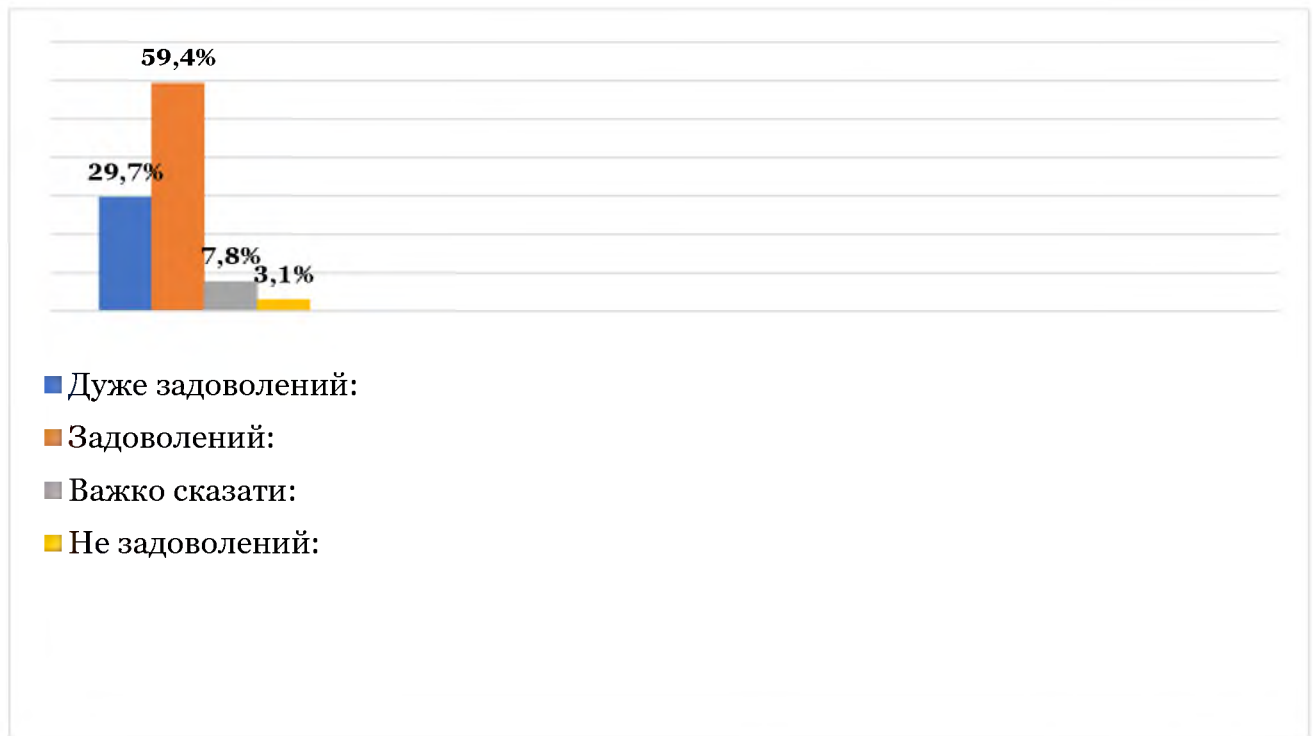 59,4%
29,7%
7,8%
3,1%
Дуже задоволений:
Задоволений:
Важко сказати:
Не задоволений: